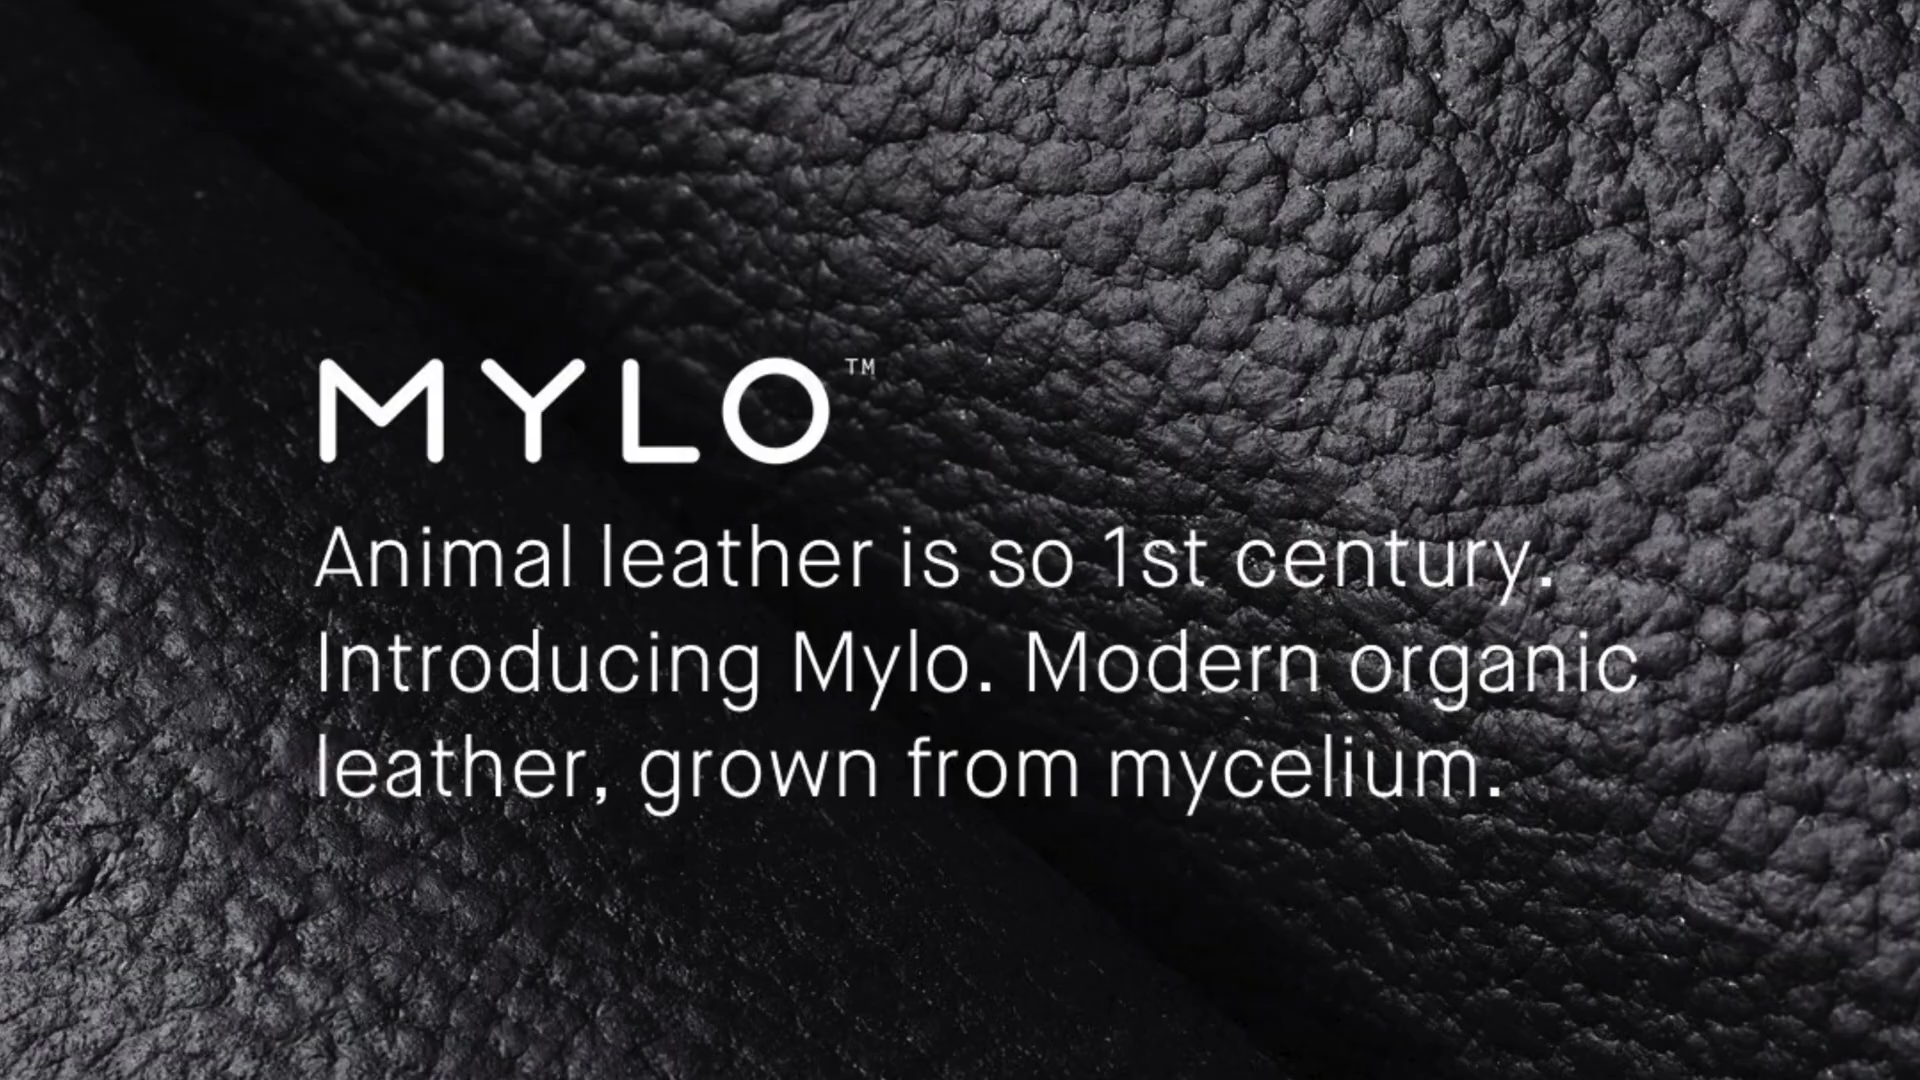 MYLO™
Animal leather is so 1st century.
Introducing Mylo. Modern organic
leather, grown from mycelium.